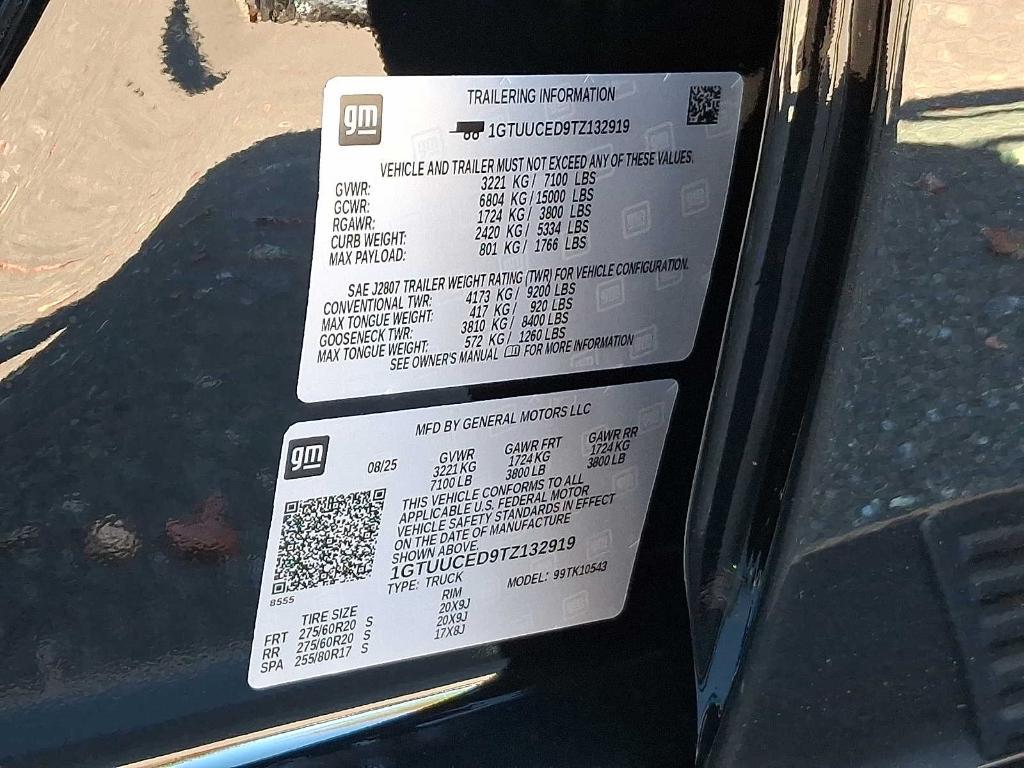 gm
TRAILERING INFORMATION
1GTUUCED9TZ132919
VEHICLE AND TRAILER MUST NOT EXCEED ANY OF THESE VALUES.
GVWR: 3221 KG / 7100 LBS
GCWR: 6804 KG / 15000 LBS
RGAWR: 1724 KG / 3800 LBS
CURB WEIGHT: 2420 KG / 5334 LBS
MAX PAYLOAD: 801 KG / 1766 LBS
SAE J2807 TRAILER WEIGHT RATING (TWR) FOR VEHICLE CONFIGURATION.
CONVENTIONAL TWR: 4173 KG / 9200 LBS
MAX TONGUE WEIGHT: 417 KG / 920 LBS
GOOSENECK TWR: 3810 KG / 8400 LBS
MAX TONGUE WEIGHT: 572 KG / 1260 LBS
SEE OWNER'S MANUAL FOR MORE INFORMATION
gm
MFD BY GENERAL MOTORS LLC
08/25
GVWR GAWR FRT GAWR RR
3221 KG 1724 KG 1724 KG
7100 LB 3800 LB 3800 LB
THIS VEHICLE CONFORMS TO ALL
APPLICABLE U.S. FEDERAL MOTOR
VEHICLE SAFETY STANDARDS IN EFFECT
ON THE DATE OF MANUFACTURE
SHOWN ABOVE.
1GTUUCED9TZ132919
TYPE: TRUCK MODEL: 99TK10543
8555
TIRE SIZE RIM
FRT 275/60R20 S 20X9J
RR 275/60R20 S 20X9J
SPA 255/80R17 S 17X8J